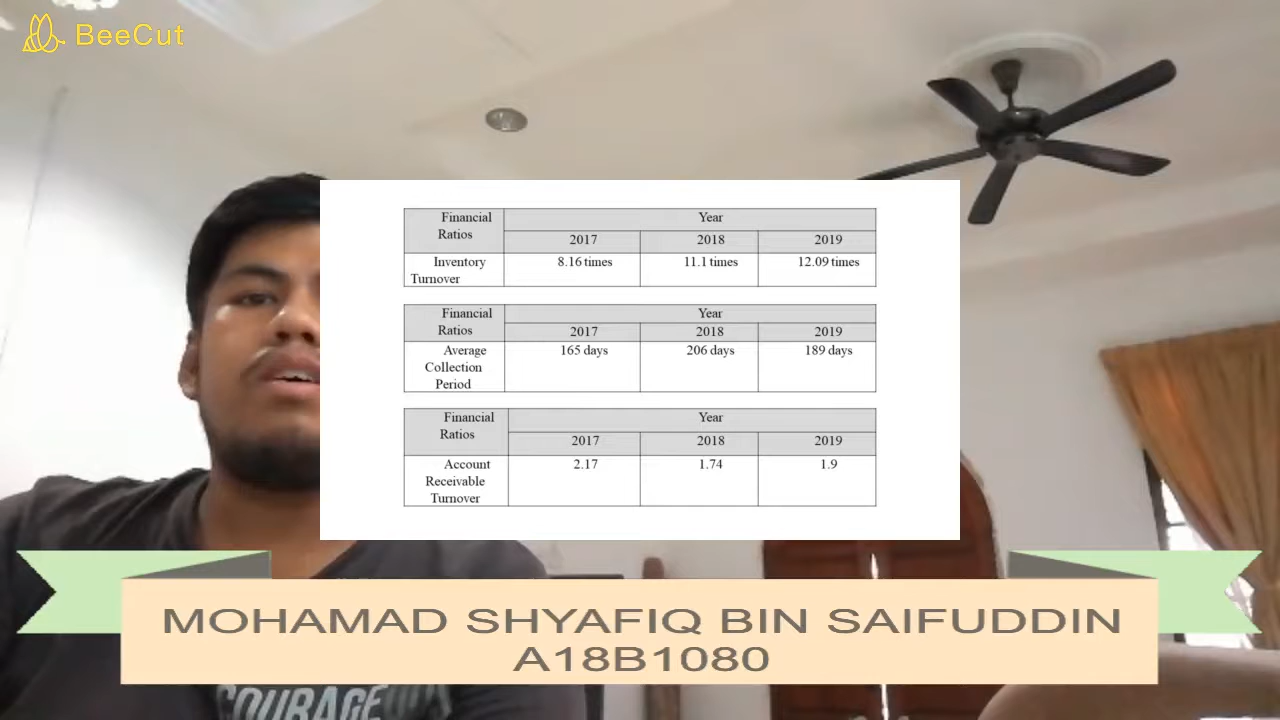 BeeCut
Financial Year
Ratios
2017 2018 2019
Inventory 8.16 times 11.1 times 12.09 times
Turnover
Financial Year
Ratios
2017 2018 2019
Average 165 days 206 days 189 days
Collection
Period
Financial Year
Ratios
2017 2018 2019
Account 2.17 1.74 1.9
Receivable
Turnover
MOHAMAD SHYAFIQ BIN SAIFUDDIN
A18B1080
COURAGE